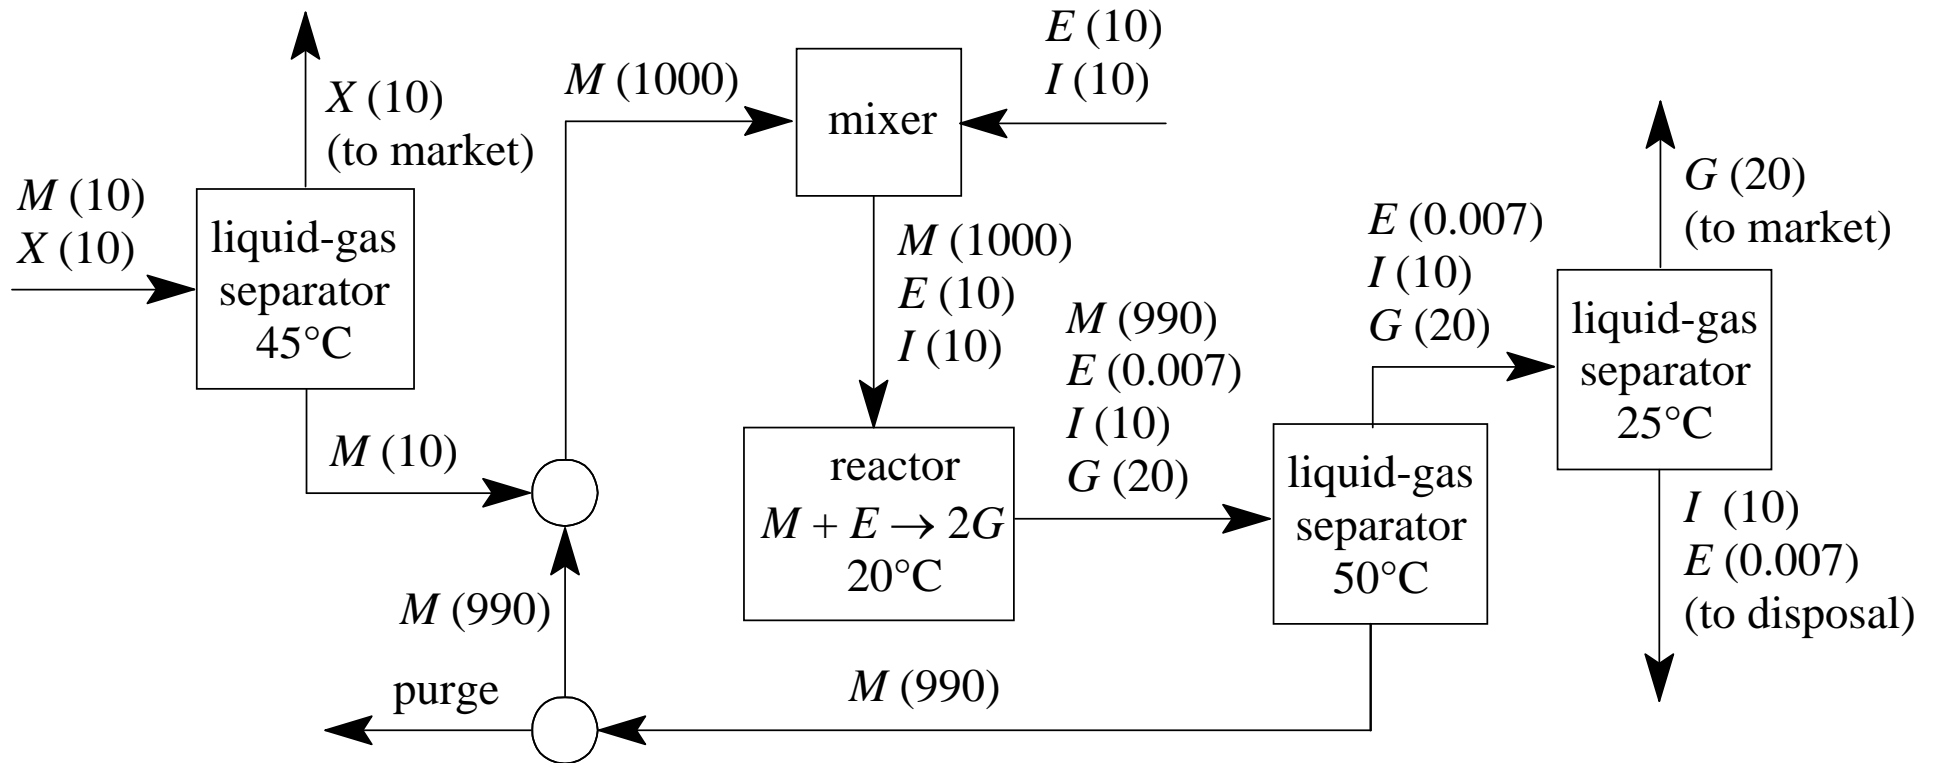 X (10)
(to market)
M (10)
X (10)
liquid-gas
separator
45°C
M (10)
M (1000)
mixer
E (10)
I (10)
M (1000)
E (10)
I (10)
reactor
M + E → 2G
20°C
M (990)
E (0.007)
I (10)
G (20)
liquid-gas
separator
50°C
E (0.007)
I (10)
G (20)
liquid-gas
separator
25°C
G (20)
(to market)
I (10)
E (0.007)
(to disposal)
M (990)
purge
M (990)